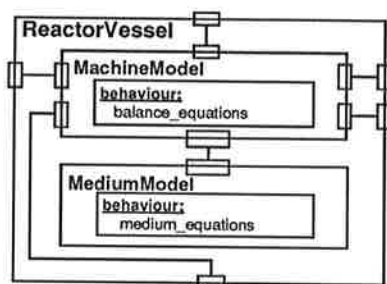 ReactorVessel
MachineModel
behaviour:
balance_equations
MediumModel
behaviour:
medium_equations